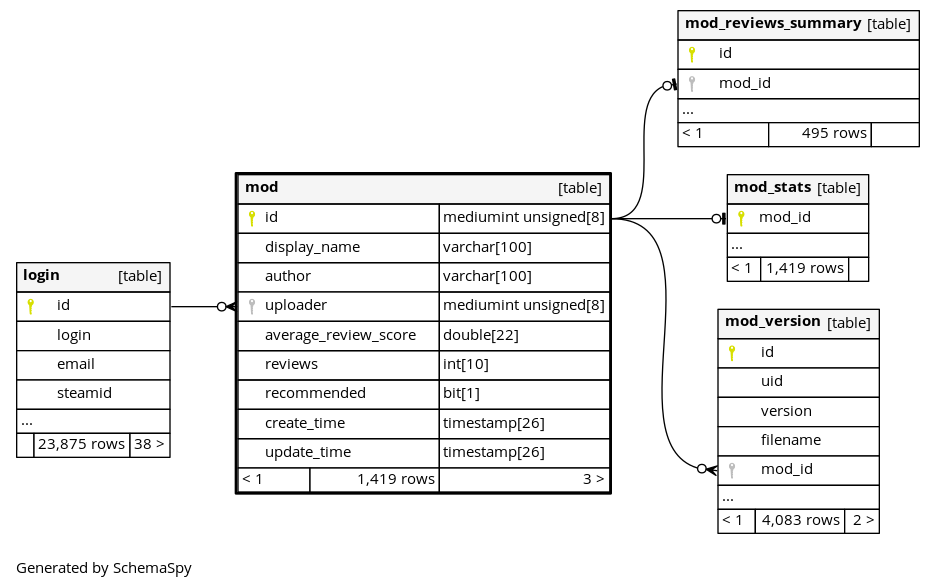 mod_reviews_summary [table]
id
mod_id
...
< 1 495 rows
mod [table]
id mediumint unsigned[8]
display_name varchar[100]
author varchar[100]
uploader mediumint unsigned[8]
average_review_score double[22]
reviews int[10]
recommended bit[1]
create_time timestamp[26]
update_time timestamp[26]
< 1 1,419 rows 3 >
mod_stats [table]
mod_id
...
< 1 1,419 rows
login [table]
id
login
email
steamid
...
23,875 rows 38 >
mod_version [table]
id
uid
version
filename
mod_id
...
< 1 4,083 rows 2 >
Generated by SchemaSpy